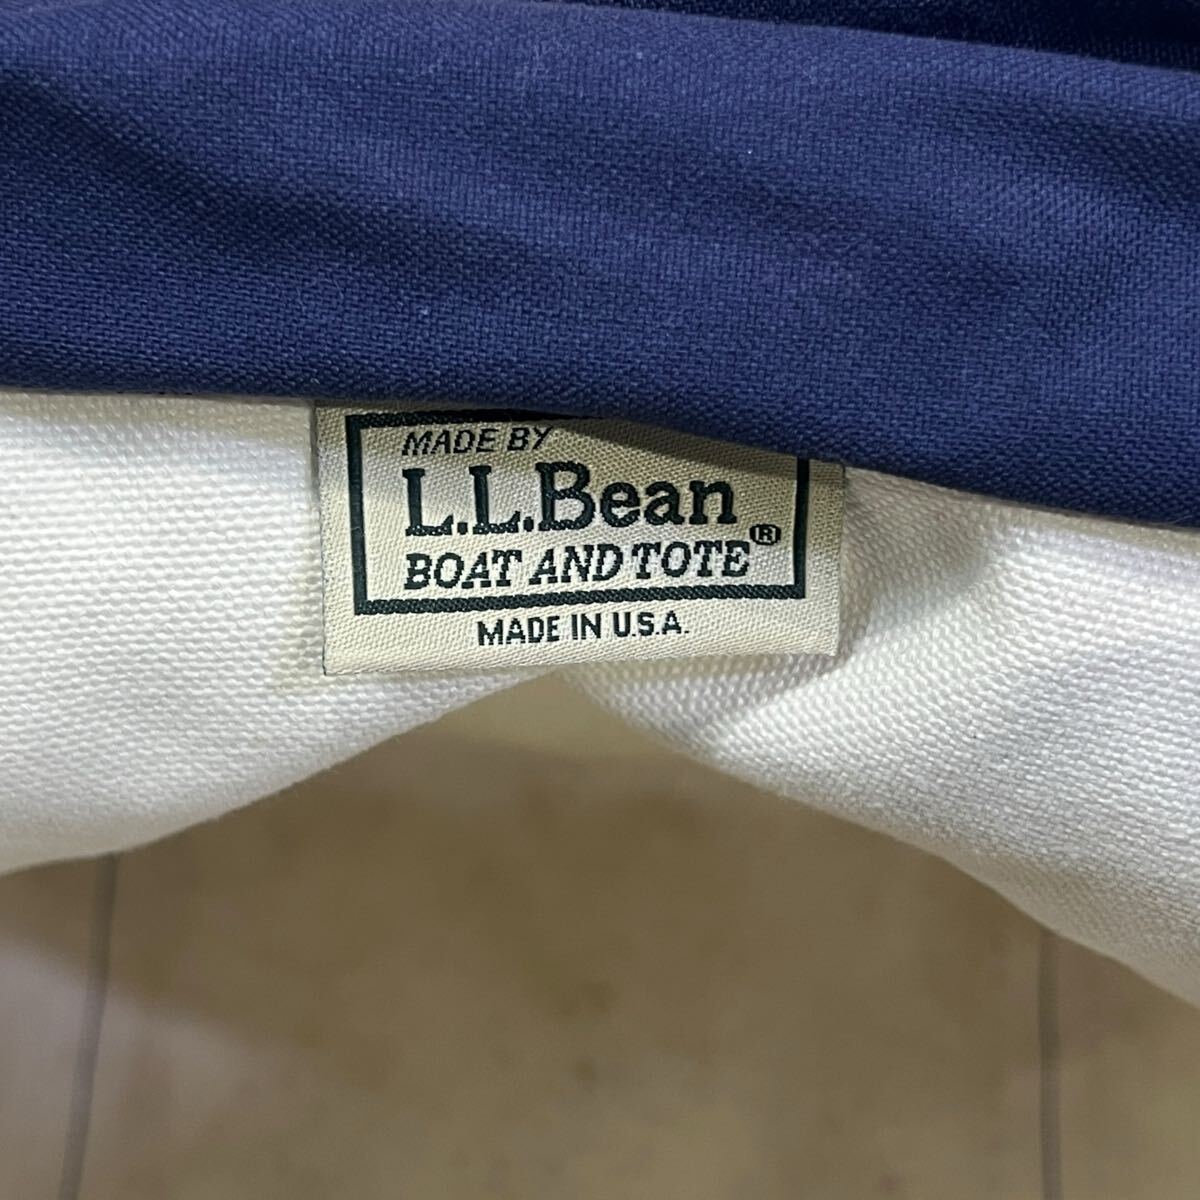 MADE BY
L.L.Bean
BOAT AND TOTE®
MADE IN U.S.A.